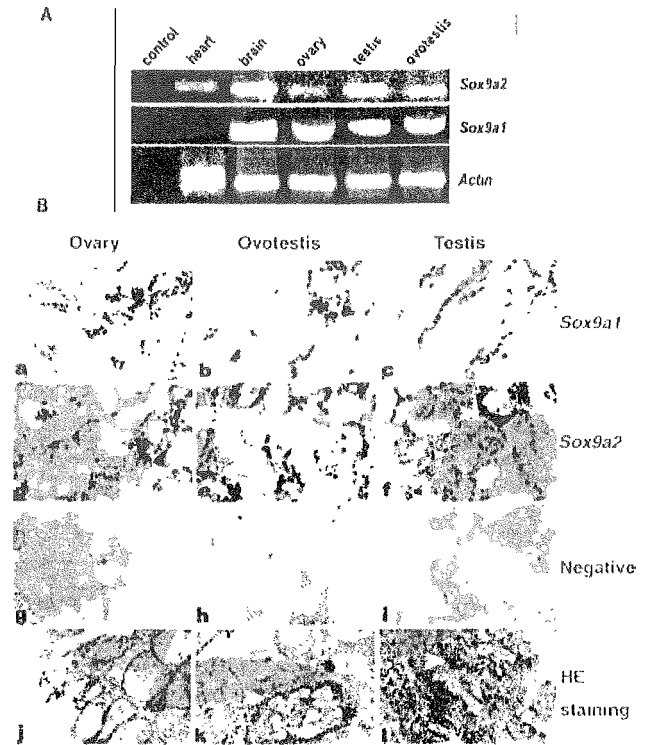 A
control heart brain ovary testis ovotestis
Sox9a2
Sox9a1
Actin
B
Ovary Ovotestis Testis
Sox9a1
a b c
Sox9a2
e f
Negative
g h i
HE
staining
j k l